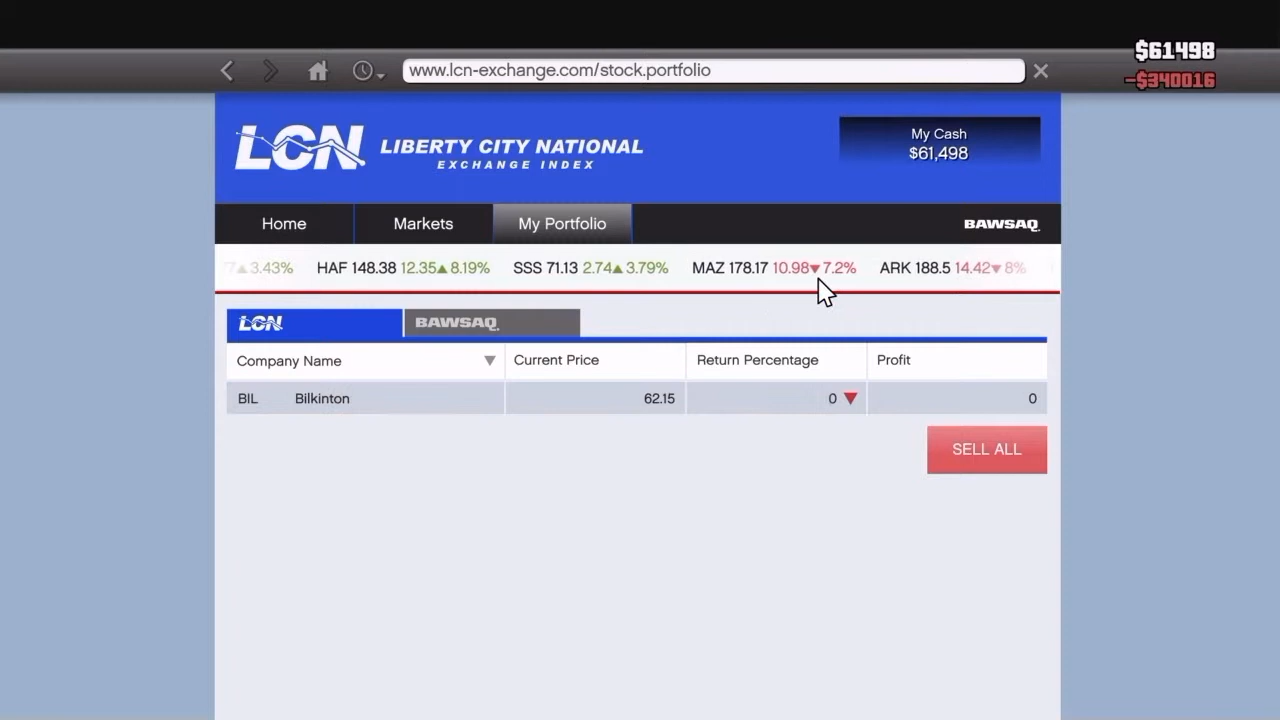 $61498
www.lcn-exchange.com/stock.portfolio
-$340016
LCN LIBERTY CITY NATIONAL
EXCHANGE INDEX
My Cash
$61,498
Home Markets My Portfolio BAWSAQ
3.43% HAF 148.38 12.35▲8.19% SSS 71.13 2.74▲3.79% MAZ 178.17 10.98▼7.2% ARK 188.5 14.42▼8%
LCN BAWSAQ
Company Name Current Price Return Percentage Profit
BIL Bilkinton 62.15 0 0
SELL ALL